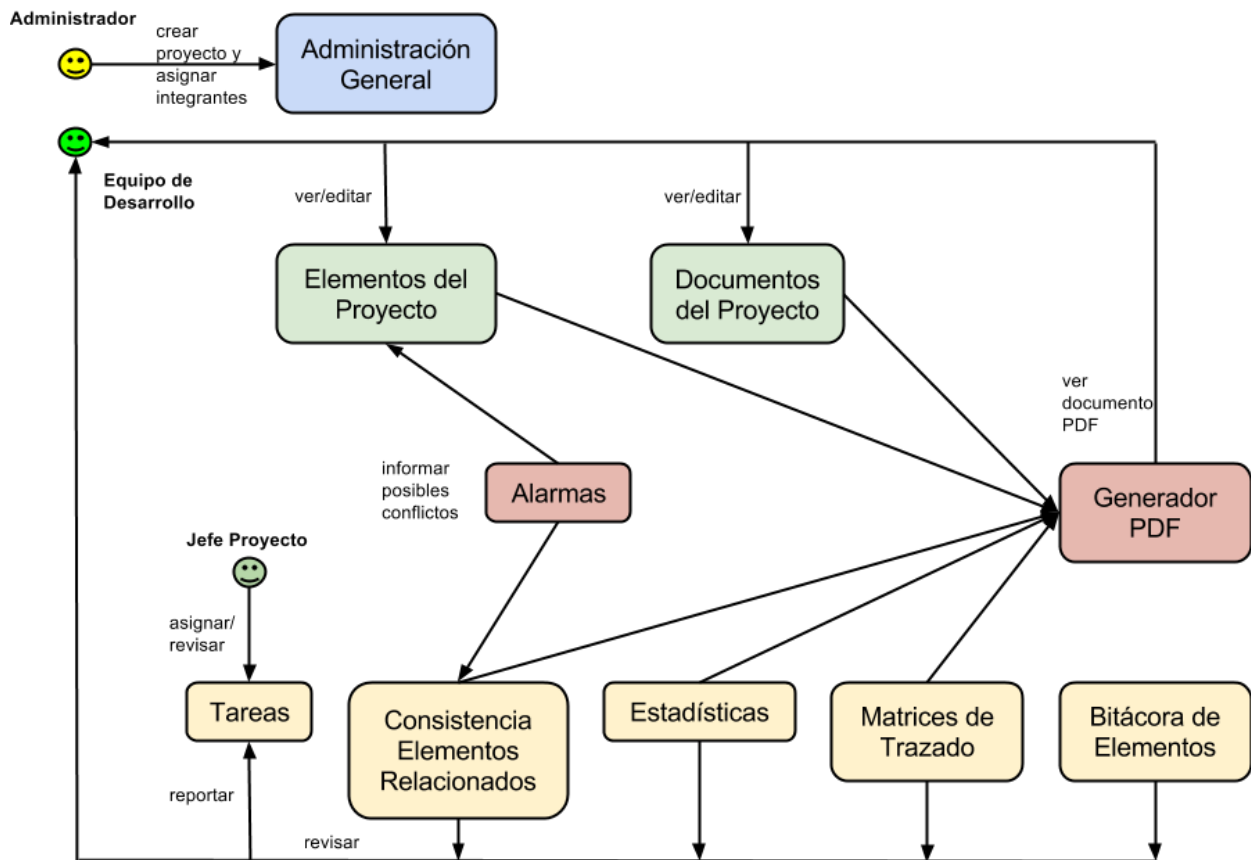 Administrador
crear
proyecto y
asignar
integrantes
Administración
General
Equipo de
Desarrollo
ver/editar
ver/editar
Elementos del
Proyecto
Documentos
del Proyecto
ver
documento
PDF
informar
posibles
conflictos
Alarmas
Generador
PDF
Jefe Proyecto
asignar/
revisar
Tareas
Consistencia
Elementos
Relacionados
Estadísticas
Matrices de
Trazado
Bitácora de
Elementos
reportar
revisar